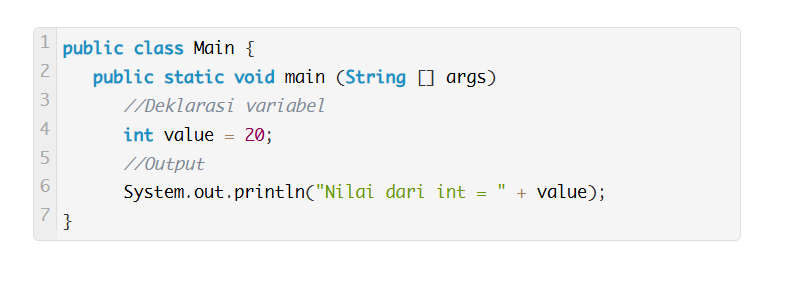 1 public class Main {
2 public static void main (String [] args)
3 //Deklarasi variabel
4 int value = 20;
5 //Output
6 System.out.println("Nilai dari int = " + value);
7 }